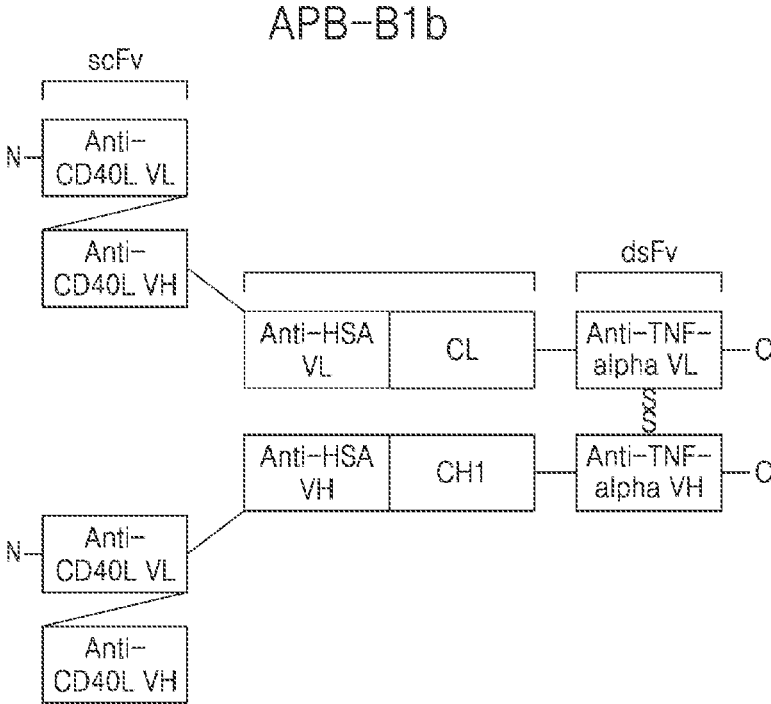 APB-B1b
scFv
N
Anti-
CD40L VL
Anti-
CD40L VH
dsFv
Anti-HSA
VL
CL
Anti-TNF-
alpha VL
C
S
S
Anti-HSA
VH
CH1
Anti-TNF-
alpha VH
C
N
Anti-
CD40L VL
Anti-
CD40L VH